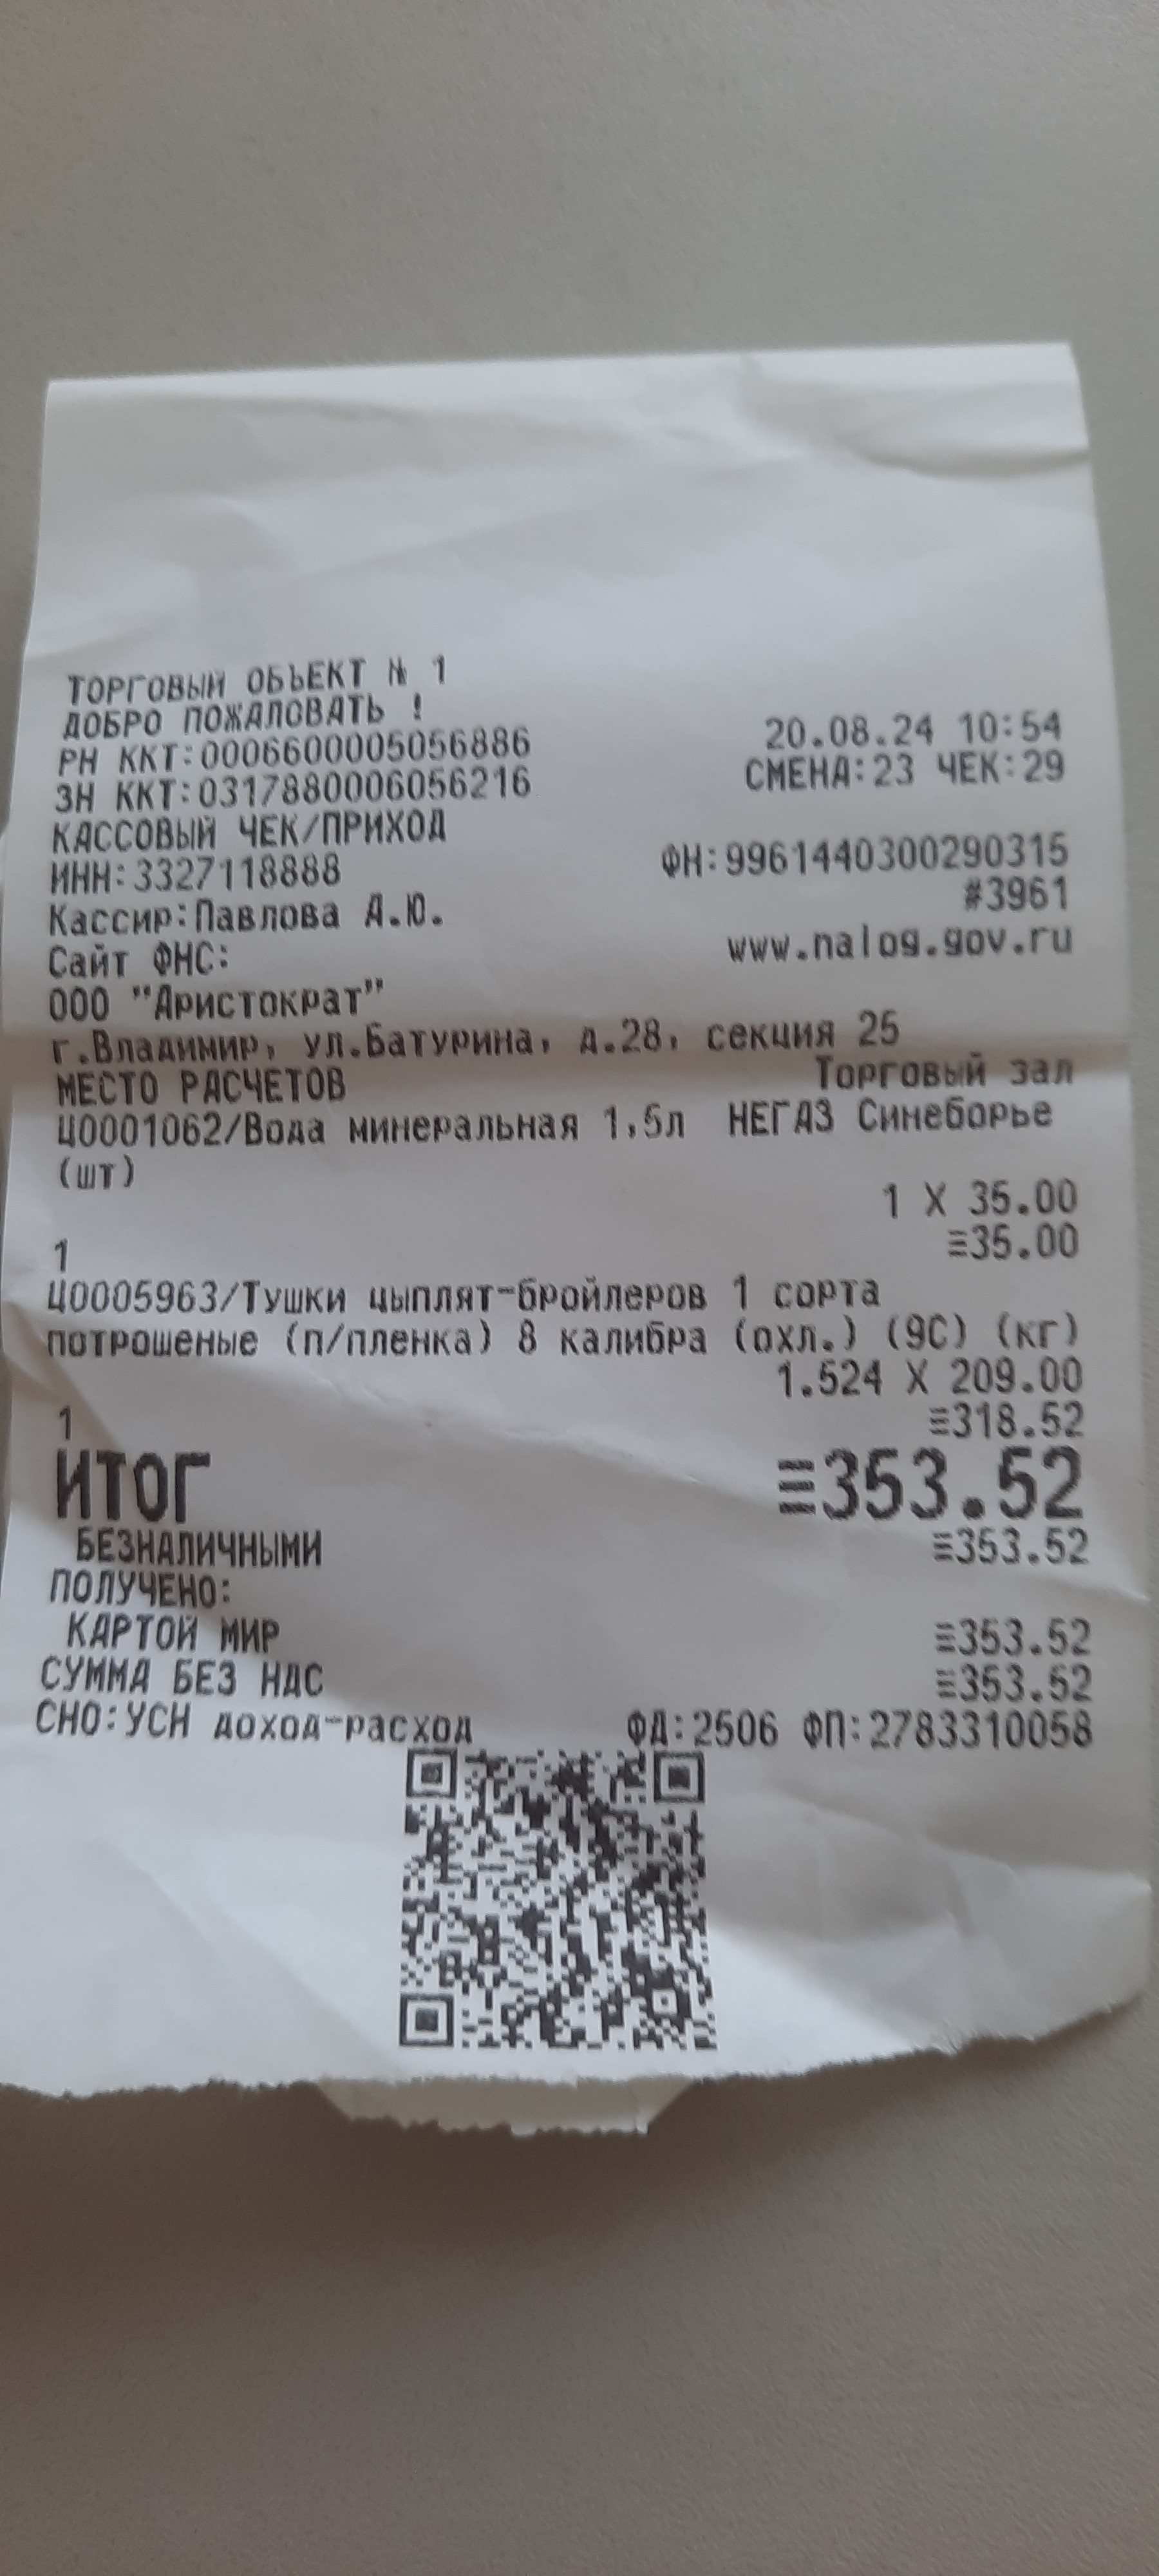 ТОРГОВЫЙ ОБЪЕКТ № 1
ДОБРО ПОЖАЛОВАТЬ !
РН ККТ:0006600005056886 20.08.24 10:54
ЗН ККТ:0317880006056216 СМЕНА:23 ЧЕК:29
КАССОВЫЙ ЧЕК/ПРИХОД
ИНН:3327118888 ФН:9961440300290315
Кассир:Павлова А.Ю. #3961
Сайт ФНС: www.nalog.gov.ru
ООО "Аристократ"
г.Владимир, ул.Батурина, д.28, секция 25
МЕСТО РАСЧЕТОВ Торговый зал
Ц0001062/Вода минеральная 1,5л НЕГАЗ Синеборье
(шт)
1 X 35.00
1 ≡35.00
Ц0005963/Тушки цыплят-бройлеров 1 сорта
потрошеные (п/пленка) 8 калибра (охл.) (9С) (кг)
1.524 X 209.00
1 ≡318.52
ИТОГ ≡353.52
БЕЗНАЛИЧНЫМИ ≡353.52
ПОЛУЧЕНО:
КАРТОЙ МИР ≡353.52
СУММА БЕЗ НДС ≡353.52
СНО:УСН доход-расход ФД:2506 ФП:2783310058